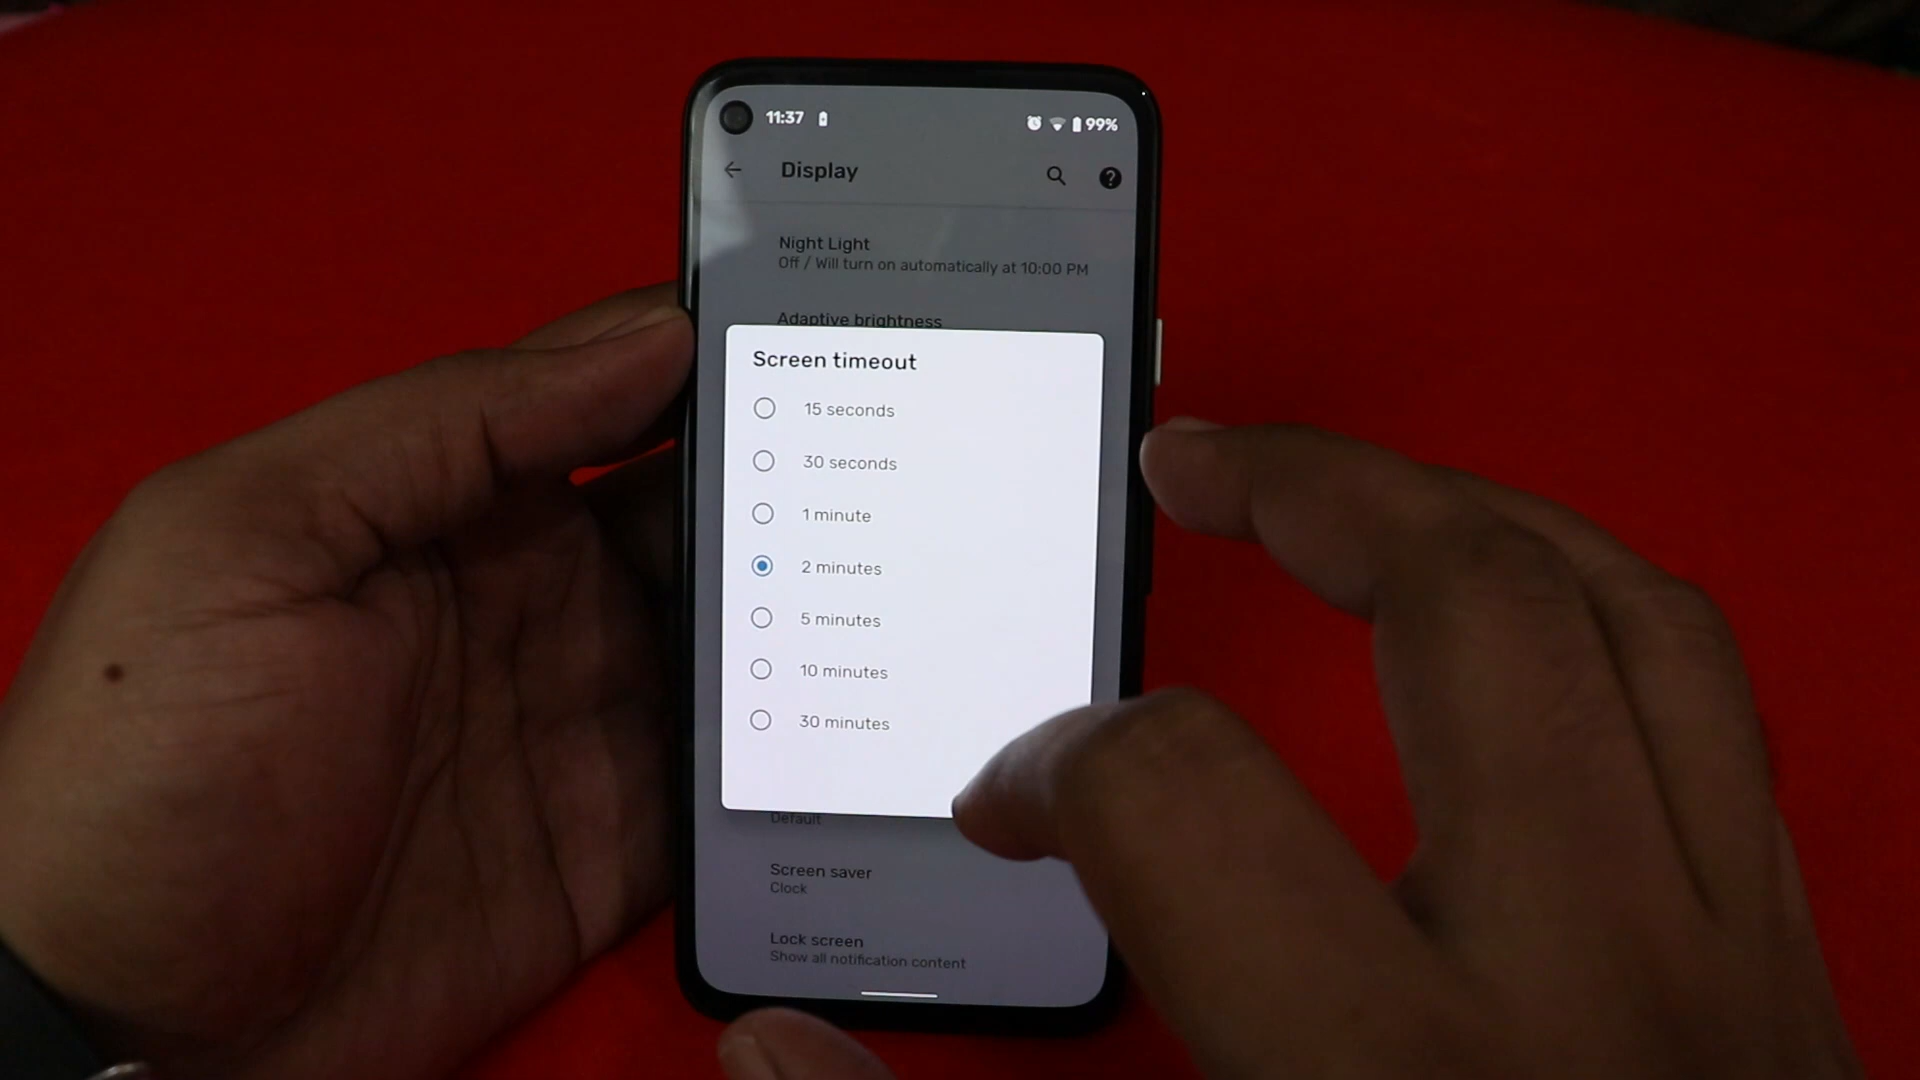 11:37
99%
Display
Night Light
Off / Will turn on automatically at 10:00 PM
Adaptive brightness
Screen timeout
15 seconds
30 seconds
1 minute
2 minutes
5 minutes
10 minutes
30 minutes
Default
Screen saver
Clock
Lock screen
Show all notification content